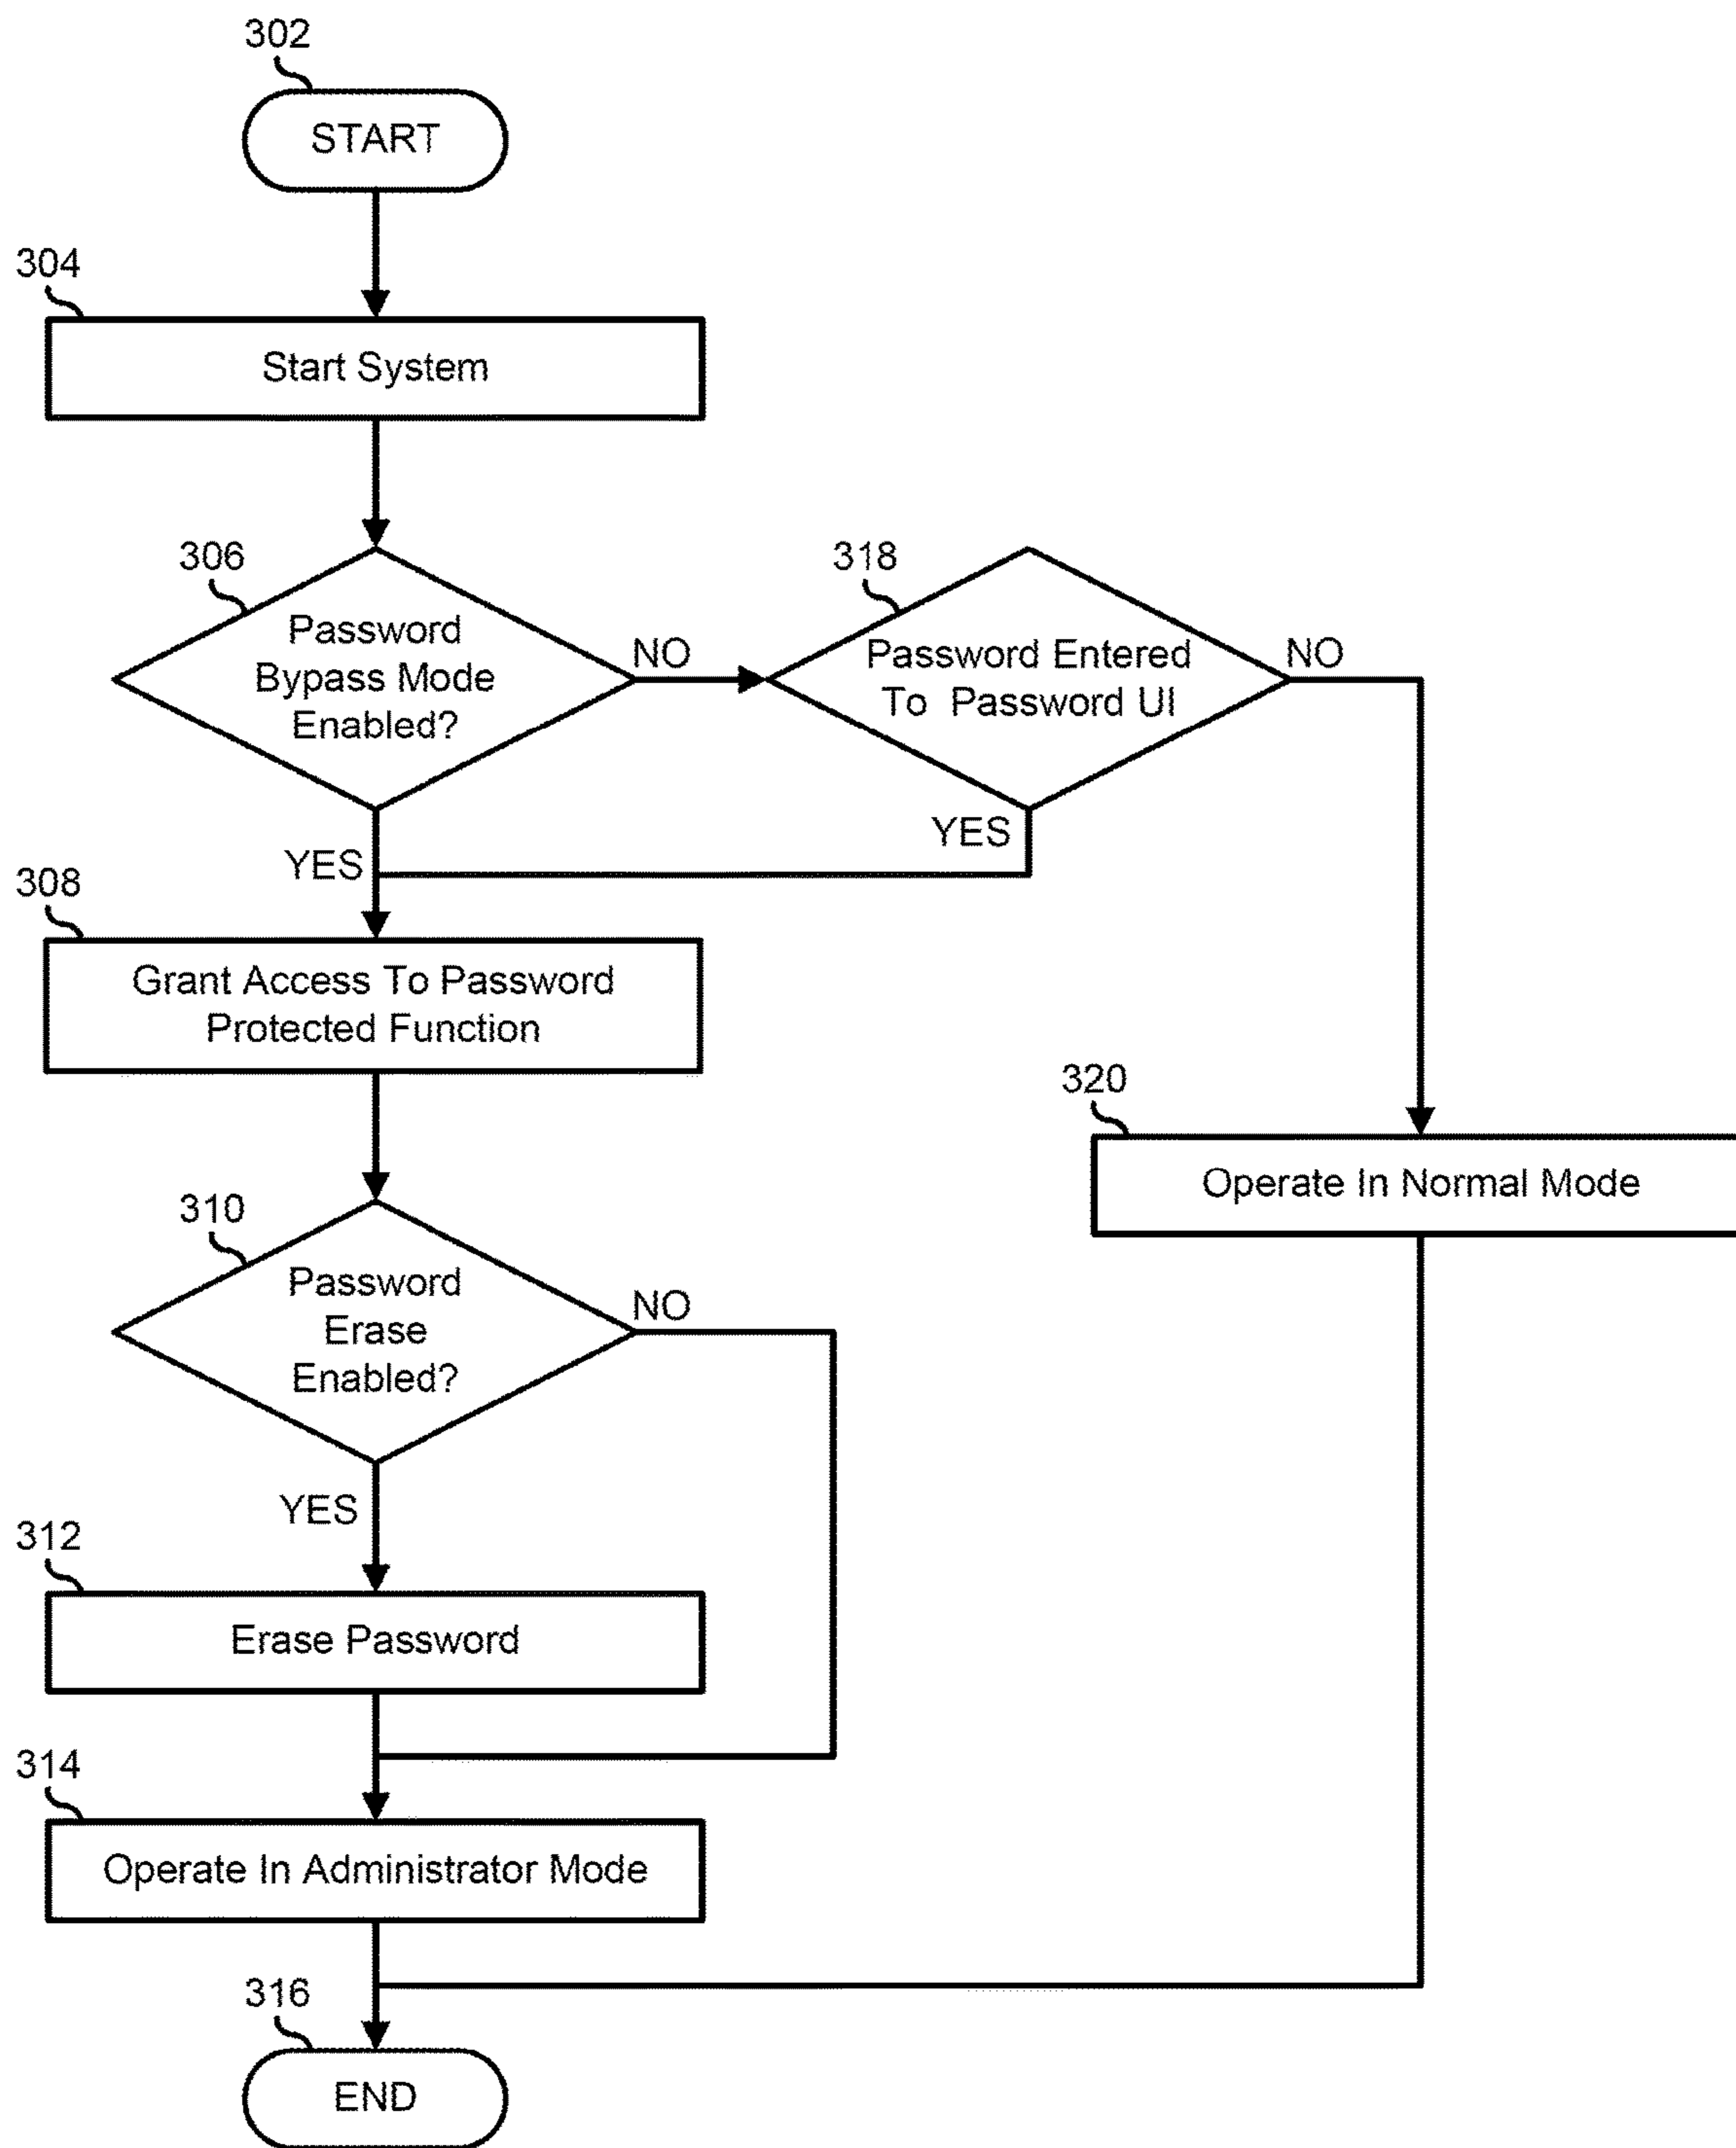 302
START
304
Start System
306
Password
Bypass Mode
Enabled?
NO
YES
318
Password Entered
To Password UI
NO
YES
308
Grant Access To Password
Protected Function
320
Operate In Normal Mode
310
Password
Erase
Enabled?
NO
YES
312
Erase Password
314
Operate In Administrator Mode
316
END